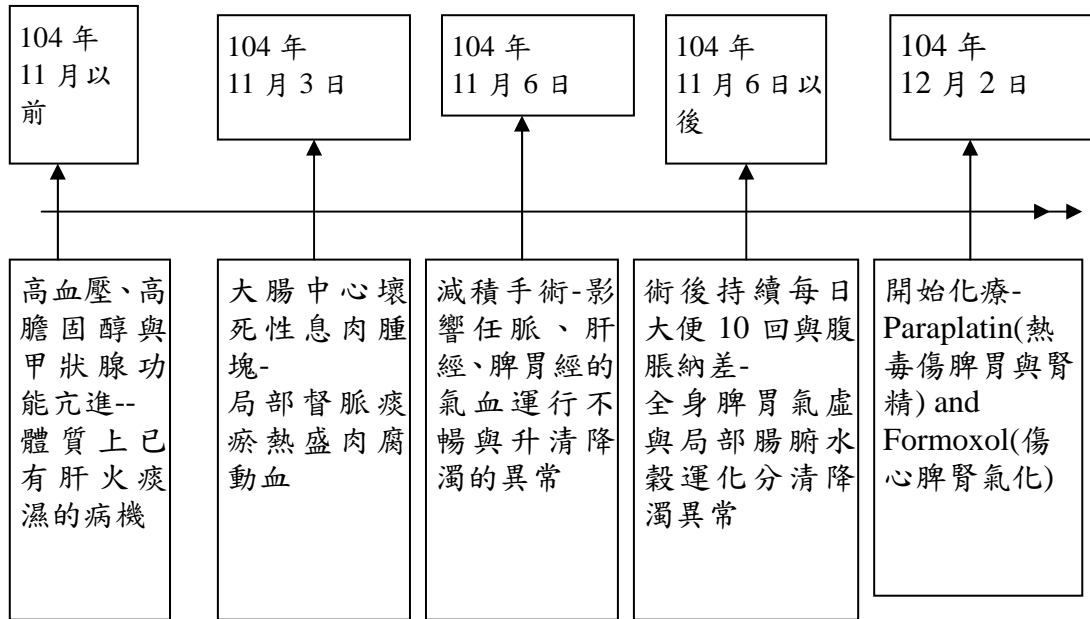 104 年
11 月以
前
104 年
11 月 3 日
104 年
11 月 6 日
104 年
11 月 6 日以
後
104 年
12 月 2 日
高血壓、高
膽固醇與
甲狀腺功
能亢進--
體質上已
有肝火痰
濕的病機
大腸中心壞
死性息肉腫
塊-
局部督脈痰
瘀熱盛肉腐
動血
減積手術-影
響任脈、肝
經、脾胃經的
氣血運行不
暢與升清降
濁的異常
術後持續每日
大便 10 回與腹
脹納差-
全身脾胃氣虛
與局部腸腑水
穀運化分清降
濁異常
開始化療-
Paraplatin(熱
毒傷脾胃與腎
精) and
Formoxol(傷
心脾腎氣化)